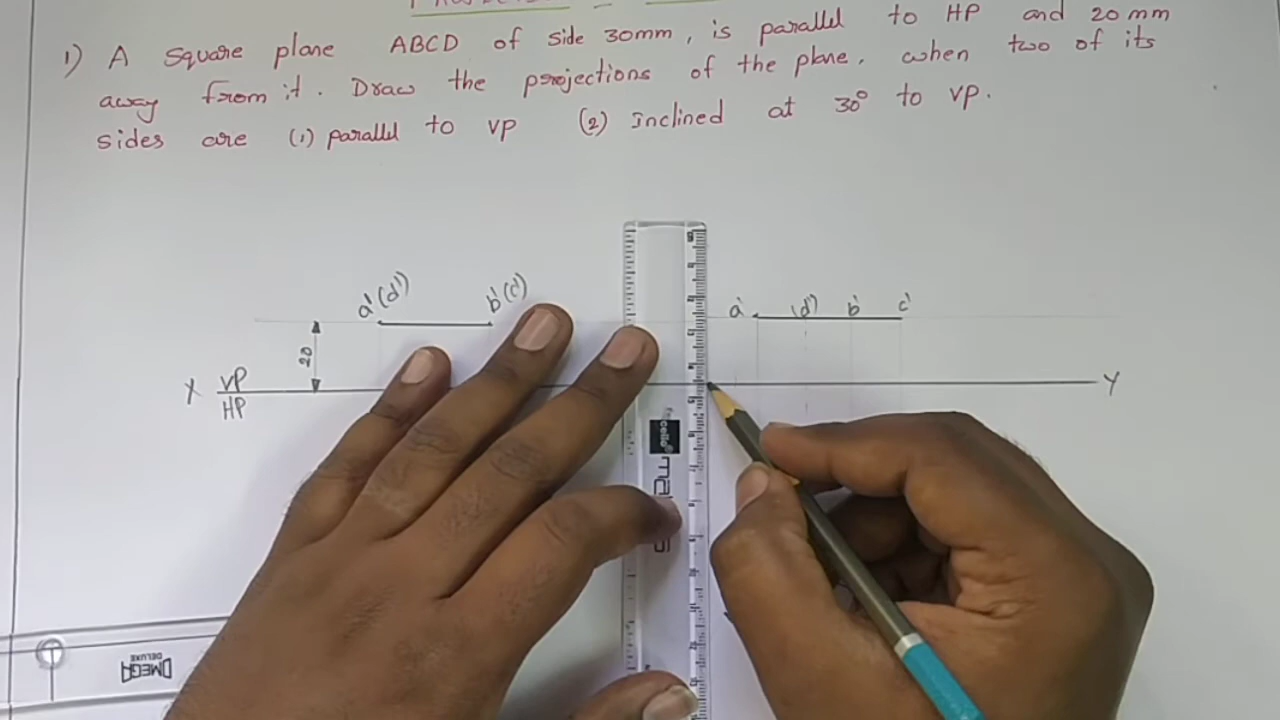 1) A square plane ABCD of side 30mm, is parallel to HP and 20mm
away from it. Draw the projections of the plane, when two of its
sides are (1) parallel to VP (2) Inclined at 30° to VP.
a'(d') b'(c') a' (d') b' c'
20
X VP Y
HP
cello
OMEGA
DELUXE